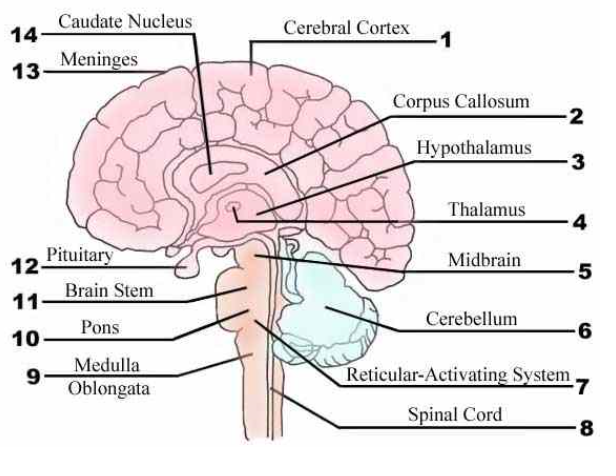 14 Caudate Nucleus
Cerebral Cortex 1
13 Meninges
Corpus Callosum 2
Hypothalamus 3
Thalamus 4
12 Pituitary
Midbrain 5
11 Brain Stem
10 Pons
Cerebellum 6
9 Medulla
Oblongata
Reticular-Activating System 7
Spinal Cord 8